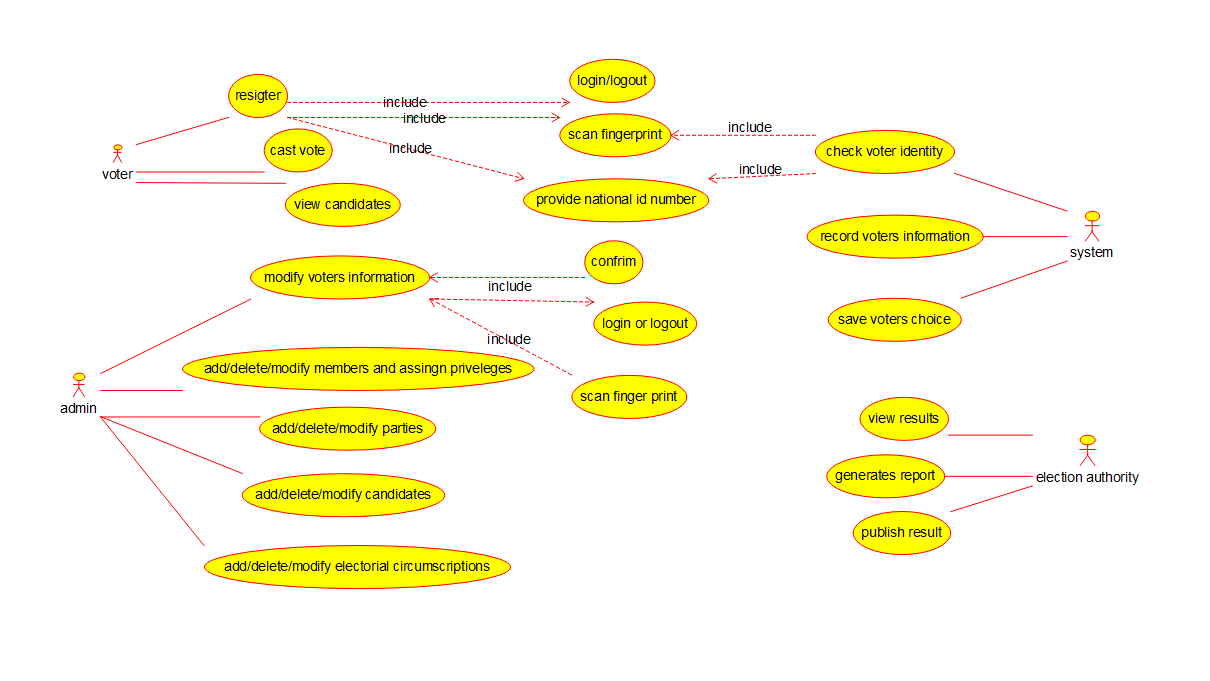 login/logout
resigter
include
include
scan fingerprint
include
cast vote
include
check voter identity
voter
include
view candidates
provide national id number
record voters information
system
confrim
modify voters information
include
login or logout
save voters choice
include
add/delete/modify members and assingn priveleges
scan finger print
admin
view results
add/delete/modify parties
generates report
election authority
add/delete/modify candidates
publish result
add/delete/modify electorial circumscriptions